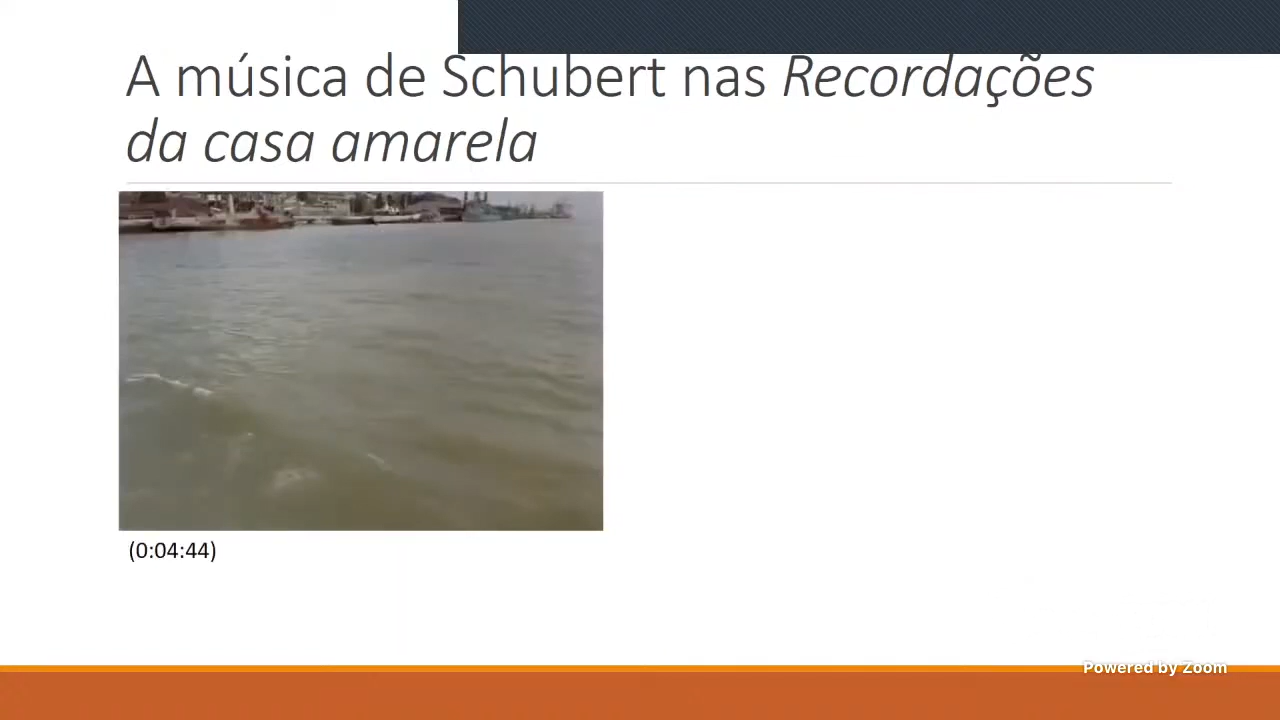 A música de Schubert nas Recordações
da casa amarela
(0:04:44)
Powered by Zoom